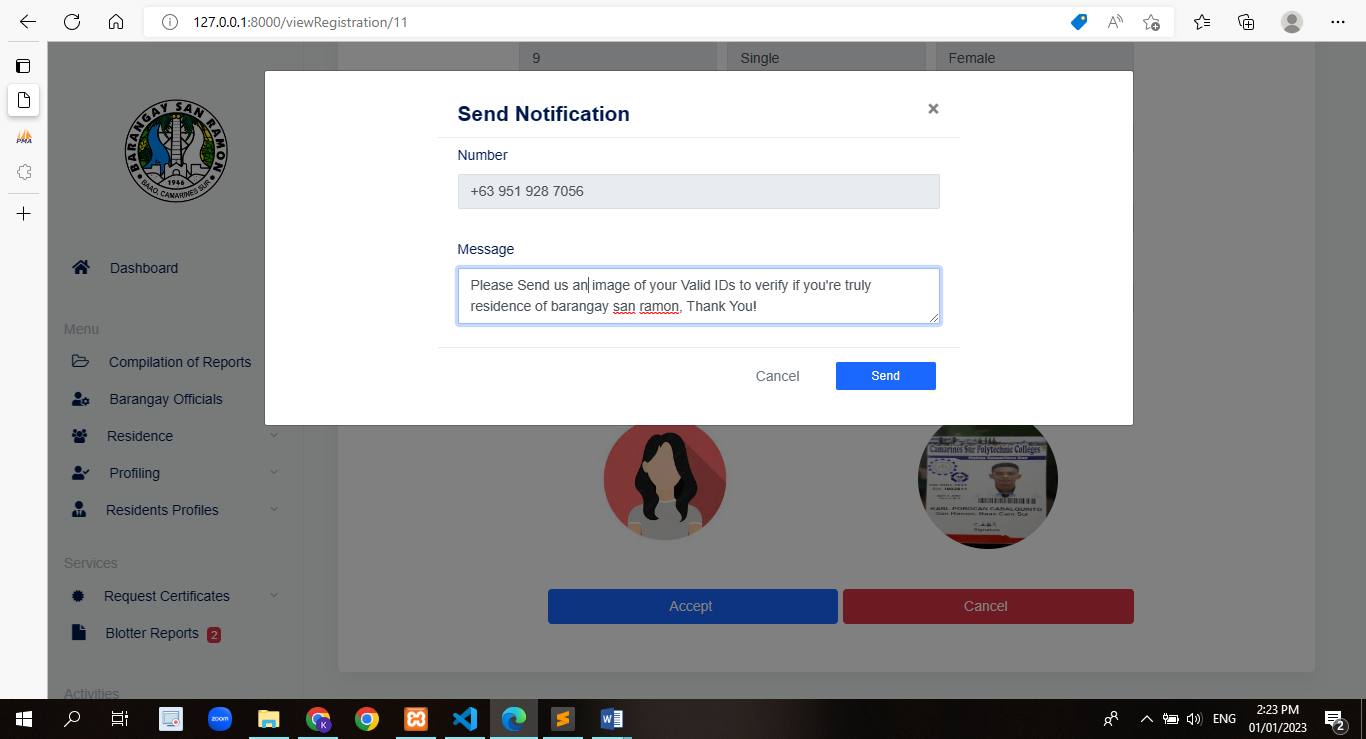 127.0.0.1:8000/viewRegistration/11
PMA
BARANGAY SAN RAMON
1946
BAAO, CAMARINES SUR
9
Single
Female
Send Notification
×
Number
+63 951 928 7056
Message
Please Send us an image of your Valid IDs to verify if you're truly
residence of barangay san ramon, Thank You!
Cancel
Send
Dashboard
Menu
Compilation of Reports
Barangay Officials
Residence
Profiling
Residents Profiles
Services
Request Certificates
Blotter Reports 2
Activities
Camarines Sur Polytechnic Colleges
KARL POROCAN CABALQUINTO
San Ramon, Baao Cam Sur
Signature
Accept
Cancel
zoom
K
ENG
2:23 PM
01/01/2023
2